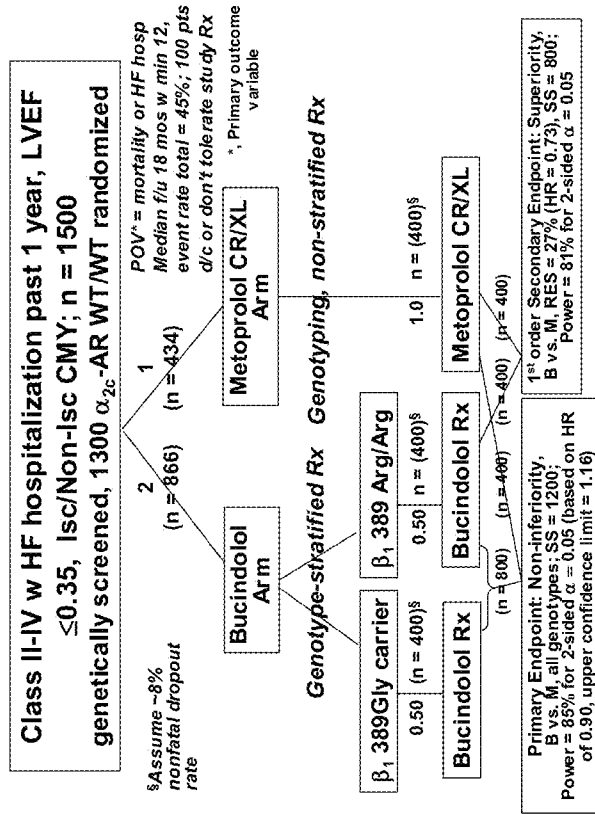 Class II-IV w HF hospitalization past 1 year, LVEF
≤0.35, Isc/Non-Isc CMY; n = 1500
genetically screened, 1300 α2c-AR WT/WT randomized
§Assume ~8%
nonfatal dropout
rate
2
(n = 866)
1
(n = 434)
POV* = mortality or HF hosp
Median f/u 18 mos w min 12,
event rate total = 45%; 100 pts
d/c or don't tolerate study Rx
*, Primary outcome
variable
Bucindolol
Arm
Metoprolol CR/XL
Arm
Genotype-stratified Rx
Genotyping, non-stratified Rx
β1 389Gly carrier
β1 389 Arg/Arg
0.50 (n = 400)§
0.50 n = (400)§
1.0 n = (400)§
Bucindolol Rx
Bucindolol Rx
Metoprolol CR/XL
(n = 800)
(n = 400)
(n = 400)
(n = 400)
Primary Endpoint: Non-inferiority,
B vs. M, all genotypes; SS = 1200;
Power = 85% for 2-sided α = 0.05 (based on HR
of 0.90, upper confidence limit = 1.16)
1st order Secondary Endpoint: Superiority,
B vs. M, RES = 27% (HR = 0.73), SS = 800;
Power = 81% for 2-sided α = 0.05